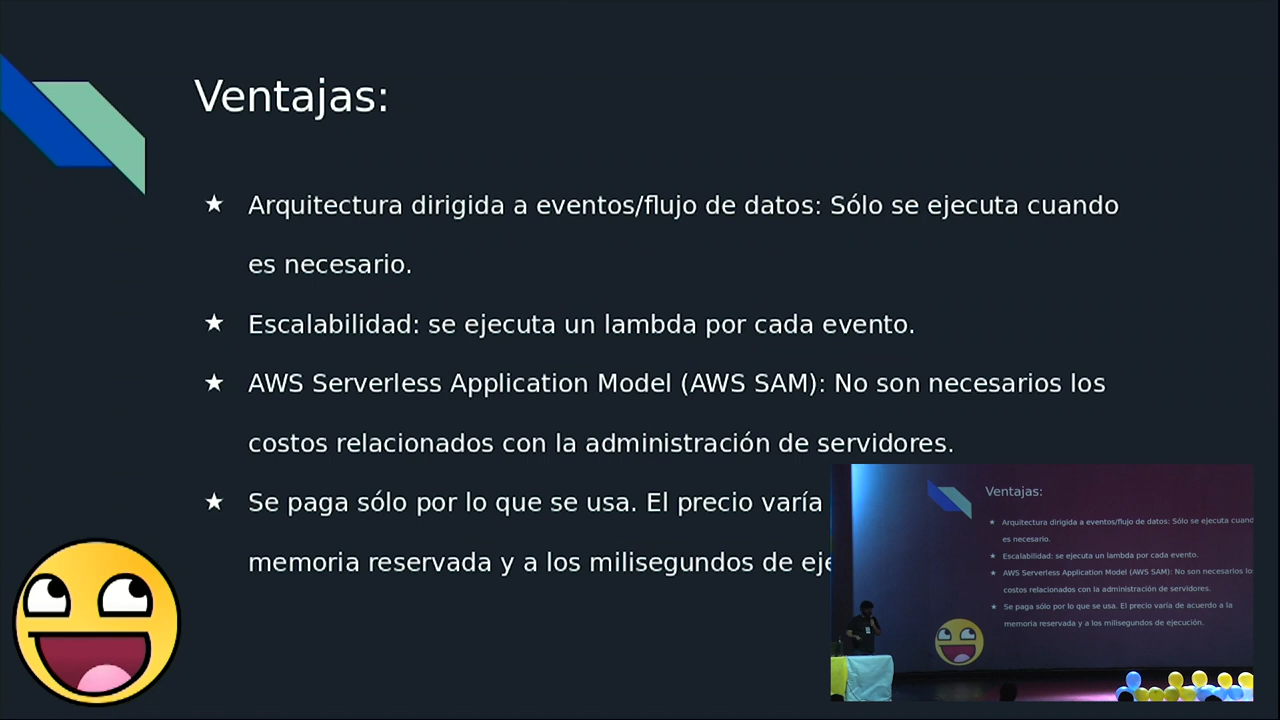 Ventajas:
★ Arquitectura dirigida a eventos/flujo de datos: Sólo se ejecuta cuando
es necesario.
★ Escalabilidad: se ejecuta un lambda por cada evento.
★ AWS Serverless Application Model (AWS SAM): No son necesarios los
costos relacionados con la administración de servidores.
★ Se paga sólo por lo que se usa. El precio varía
memoria reservada y a los milisegundos de eje
Ventajas:
★ Arquitectura dirigida a eventos/flujo de datos: Sólo se ejecuta cuand
es necesario.
★ Escalabilidad: se ejecuta un lambda por cada evento.
★ AWS Serverless Application Model (AWS SAM): No son necesarios lo
costos relacionados con la administración de servidores.
★ Se paga sólo por lo que se usa. El precio varía de acuerdo a la
memoria reservada y a los milisegundos de ejecución.